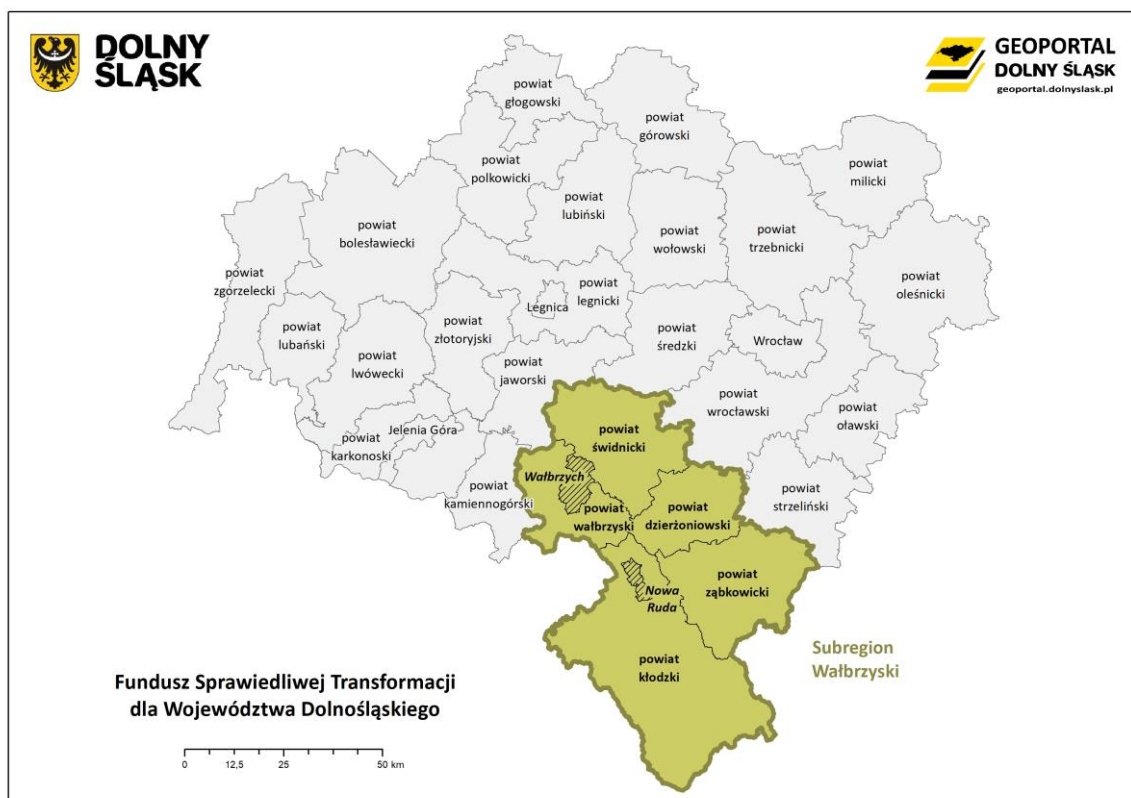 DOLNY
ŚLĄSK
GEOPORTAL
DOLNY ŚLĄSK
geoportal.dolnyslask.pl
powiat
głogowski
powiat
górowski
powiat
milicki
powiat
polkowicki
powiat
lubiński
powiat
bolesławiecki
powiat
wołowski
powiat
trzebnicki
powiat
zgorzelecki
powiat
oleśnicki
Legnica
powiat
legnicki
powiat
lubański
powiat
złotoryjski
powiat
średzki
Wrocław
powiat
lwówecki
powiat
jaworski
powiat
wrocławski
powiat
oławski
Jelenia Góra
powiat
karkonoski
powiat
świdnicki
Wałbrzych
powiat
kamiennogórski
powiat
wałbrzyski
powiat
dzierżoniowski
powiat
strzeliński
Nowa
Ruda
powiat
ząbkowicki
powiat
kłodzki
Subregion
Wałbrzyski
Fundusz Sprawiedliwej Transformacji
dla Województwa Dolnośląskiego
0 12,5 25 50 km